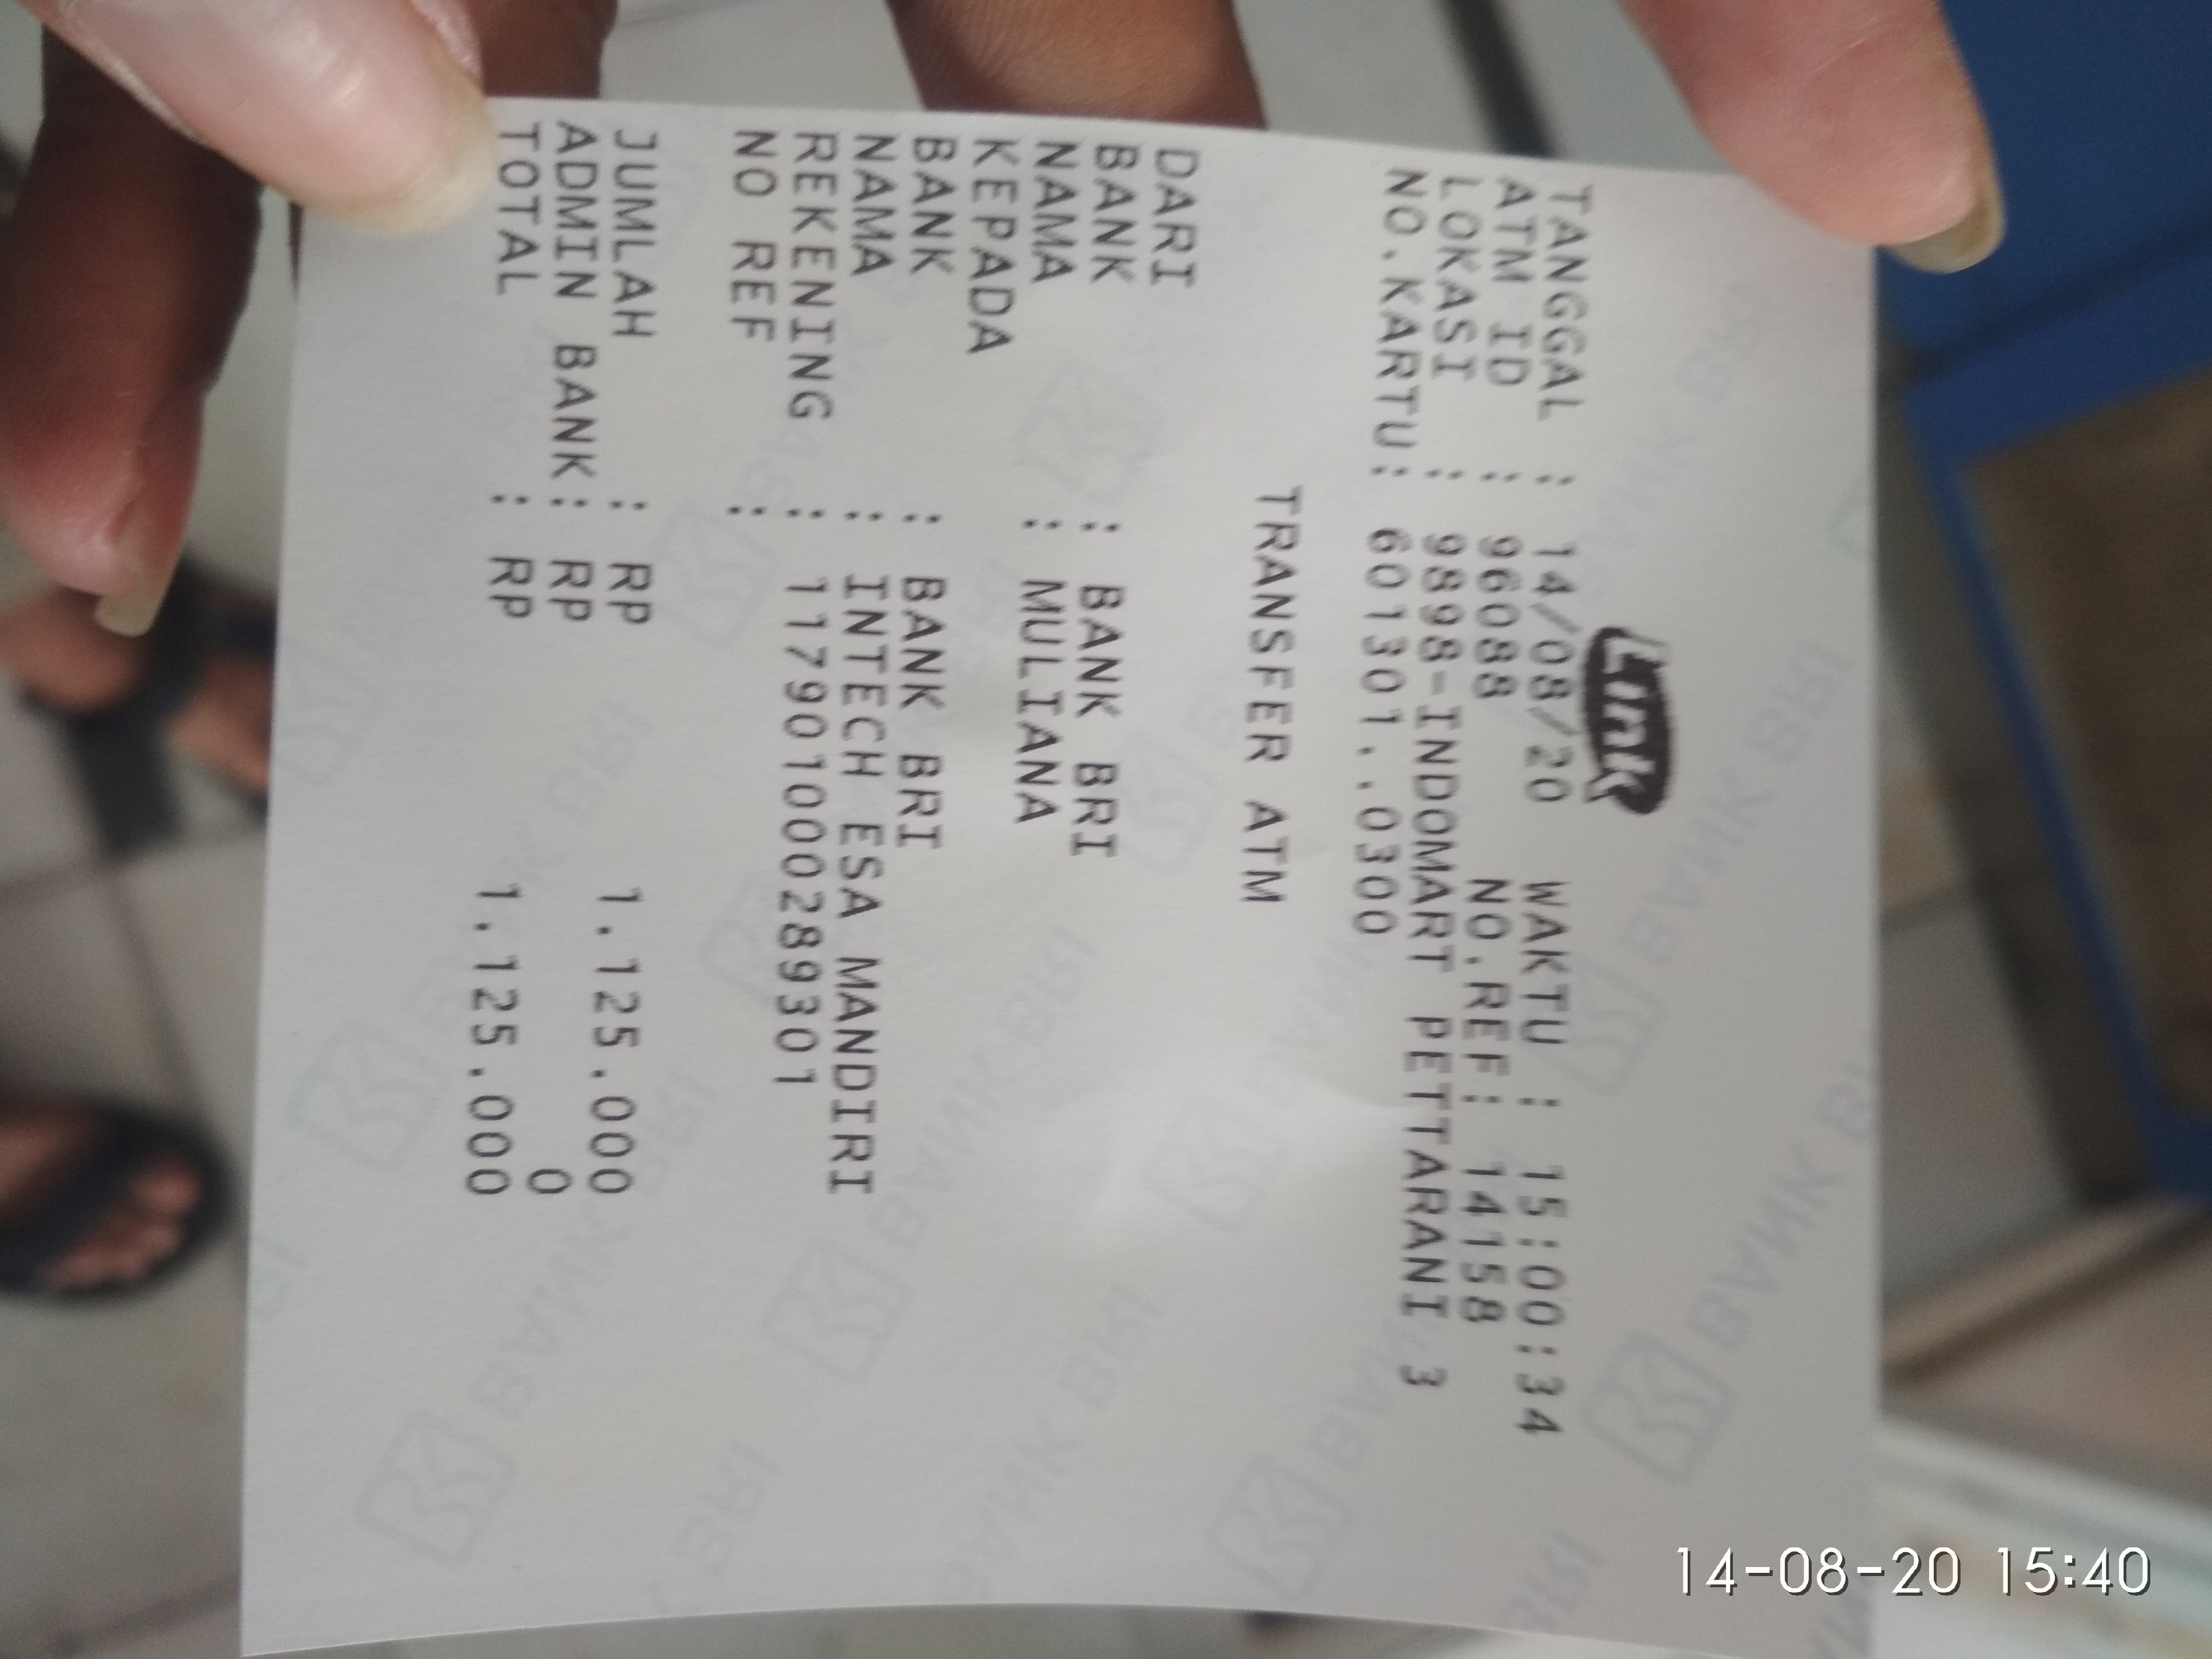 Link
TANGGAL : 14/08/20 WAKTU : 15:00:34
ATM ID : 96088 NO.REF: 14158
LOKASI : 9898-INDOMART PETTARANI 3
NO.KARTU: 601301..0300
TRANSFER ATM
DARI
BANK : BANK BRI
NAMA : MULIANA
KEPADA
BANK : BANK BRI
NAMA : INTECH ESA MANDIRI
REKENING : 117901000289301
NO REF :
JUMLAH : RP 1.125.000
ADMIN BANK: RP 0
TOTAL : RP 1.125.000
BANK BRI
14-08-20 15:40